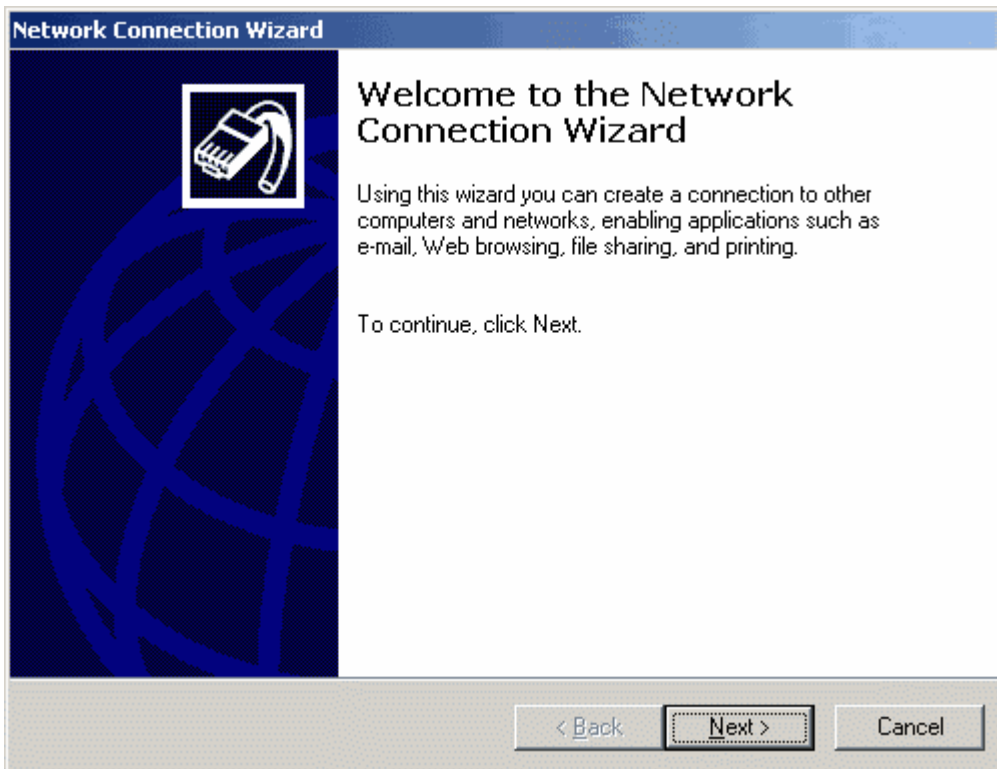 Network Connection Wizard
Welcome to the Network
Connection Wizard
Using this wizard you can create a connection to other
computers and networks, enabling applications such as
e-mail, Web browsing, file sharing, and printing.
To continue, click Next.
< Back
Next >
Cancel